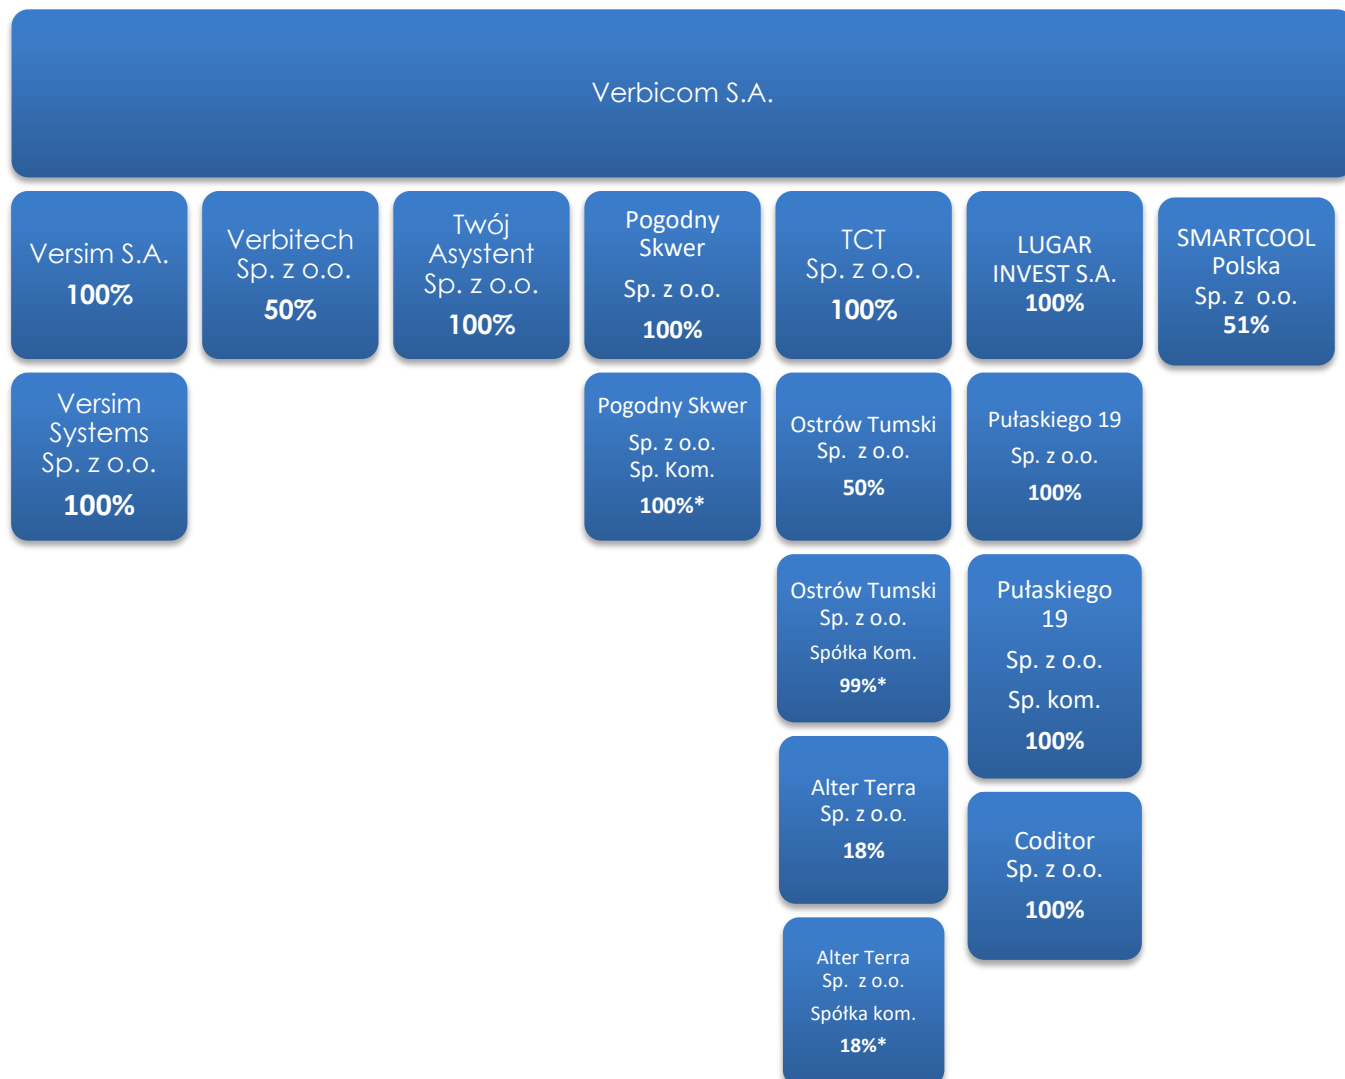 Verbicom S.A.
Versim S.A.
100%
Verbitech
Sp. z o.o.
50%
Twój
Asystent
Sp. z o.o.
100%
Pogodny
Skwer
Sp. z o.o.
100%
TCT
Sp. z o.o.
100%
LUGAR
INVEST S.A.
100%
SMARTCOOL
Polska
Sp. z o.o.
51%
Versim
Systems
Sp. z o.o.
100%
Pogodny Skwer
Sp. z o.o.
Sp. Kom.
100%*
Ostrów Tumski
Sp. z o.o.
50%
Pułaskiego 19
Sp. z o.o.
100%
Ostrów Tumski
Sp. z o.o.
Spółka Kom.
99%*
Pułaskiego
19
Sp. z o.o.
Sp. kom.
100%
Alter Terra
Sp. z o.o.
18%
Coditor
Sp. z o.o.
100%
Alter Terra
Sp. z o.o.
Spółka kom.
18%*